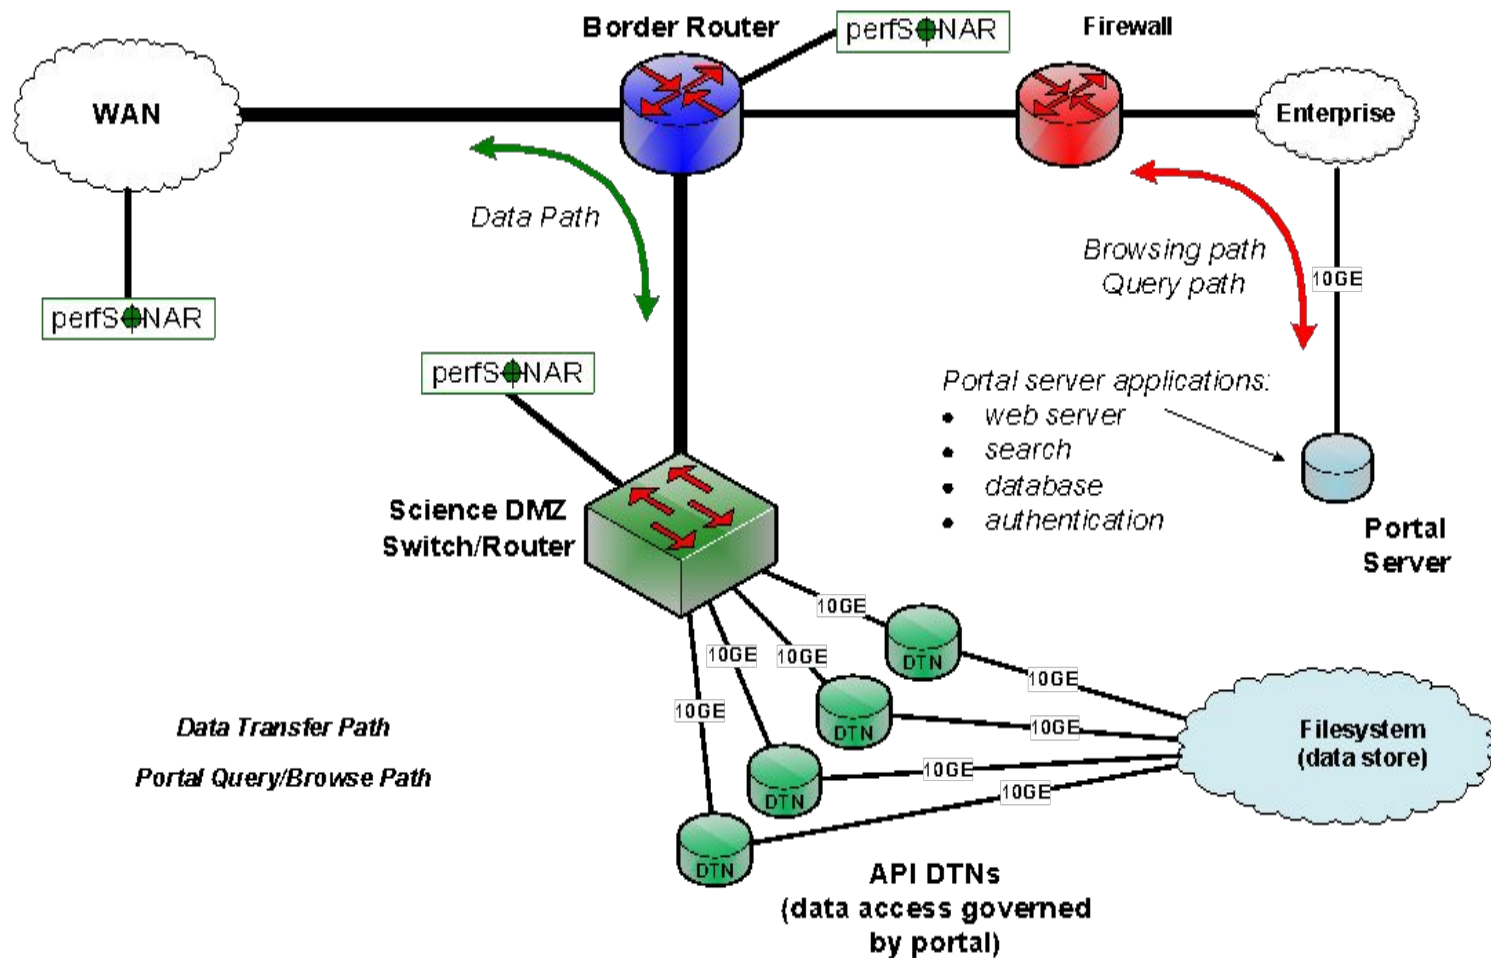 Border Router
perfSONAR
Firewall
WAN
Enterprise
Data Path
Browsing path
Query path
10GE
perfSONAR
perfSONAR
Portal server applications:
• web server
• search
• database
• authentication
Portal
Server
Science DMZ
Switch/Router
10GE
10GE
10GE
10GE
DTN
DTN
DTN
DTN
10GE
10GE
10GE
10GE
Filesystem
(data store)
Data Transfer Path
Portal Query/Browse Path
API DTNs
(data access governed
by portal)